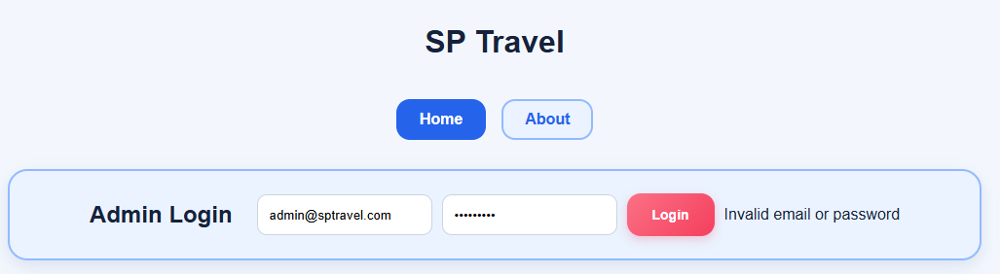 SP Travel
Home About
Admin Login admin@sptravel.com ••••••••• Login Invalid email or password